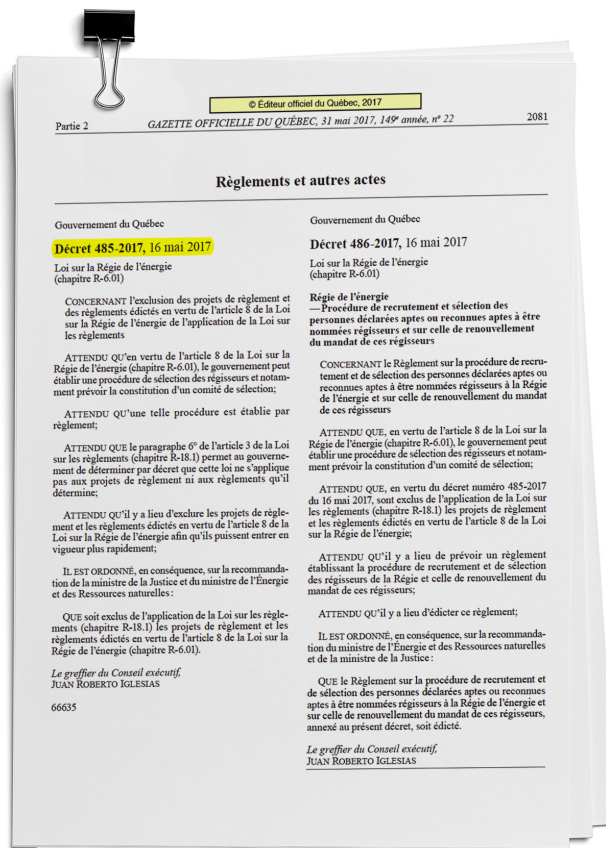 © Éditeur officiel du Québec, 2017
Partie 2
GAZETTE OFFICIELLE DU QUÉBEC, 31 mai 2017, 149e année, n° 22
2081
Règlements et autres actes
Gouvernement du Québec
Décret 485-2017, 16 mai 2017
Loi sur la Régie de l'énergie
(chapitre R-6.01)
CONCERNANT l'exclusion des projets de règlement et
des règlements édictés en vertu de l'article 8 de la Loi
sur la Régie de l'énergie de l'application de la Loi sur
les règlements
ATTENDU QU'en vertu de l'article 8 de la Loi sur la
Régie de l'énergie (chapitre R-6.01), le gouvernement peut
établir une procédure de sélection des régisseurs et notam-
ment prévoir la constitution d'un comité de sélection;
ATTENDU QU'une telle procédure est établie par
règlement;
ATTENDU QUE le paragraphe 6° de l'article 3 de la Loi
sur les règlements (chapitre R-18.1) permet au gouverne-
ment de déterminer par décret que cette loi ne s'applique
pas aux projets de règlement ni aux règlements qu'il
détermine;
ATTENDU QU'il y a lieu d'exclure les projets de règle-
ment et les règlements édictés en vertu de l'article 8 de la
Loi sur la Régie de l'énergie afin qu'ils puissent entrer en
vigueur plus rapidement;
IL EST ORDONNÉ, en conséquence, sur la recommanda-
tion de la ministre de la Justice et du ministre de l'Énergie
et des Ressources naturelles :
QUE soit exclus de l'application de la Loi sur les règle-
ments (chapitre R-18.1) les projets de règlement et les
règlements édictés en vertu de l'article 8 de la Loi sur la
Régie de l'énergie (chapitre R-6.01).
Le greffier du Conseil exécutif,
JUAN ROBERTO IGLESIAS
66635
Gouvernement du Québec
Décret 486-2017, 16 mai 2017
Loi sur la Régie de l'énergie
(chapitre R-6.01)
Régie de l'énergie
—Procédure de recrutement et sélection des
personnes déclarées aptes ou reconnues aptes à être
nommées régisseurs et sur celle de renouvellement
du mandat de ces régisseurs
CONCERNANT le Règlement sur la procédure de recru-
tement et de sélection des personnes déclarées aptes ou
reconnues aptes à être nommées régisseurs à la Régie
de l'énergie et sur celle de renouvellement du mandat
de ces régisseurs
ATTENDU QUE, en vertu de l'article 8 de la Loi sur la
Régie de l'énergie (chapitre R-6.01), le gouvernement peut
établir une procédure de sélection des régisseurs et notam-
ment prévoir la constitution d'un comité de sélection;
ATTENDU QUE, en vertu du décret numéro 485-2017
du 16 mai 2017, sont exclus de l'application de la Loi sur
les règlements (chapitre R-18.1) les projets de règlement
et les règlements édictés en vertu de l'article 8 de la Loi
sur la Régie de l'énergie;
ATTENDU QU'il y a lieu de prévoir un règlement
établissant la procédure de recrutement et de sélection
des régisseurs de la Régie et celle de renouvellement du
mandat de ces régisseurs;
ATTENDU QU'il y a lieu d'édicter ce règlement;
IL EST ORDONNÉ, en conséquence, sur la recommanda-
tion du ministre de l'Énergie et des Ressources naturelles
et de la ministre de la Justice :
QUE le Règlement sur la procédure de recrutement et
de sélection des personnes déclarées aptes ou reconnues
aptes à être nommées régisseurs à la Régie de l'énergie et
sur celle de renouvellement du mandat de ces régisseurs,
annexé au présent décret, soit édicté.
Le greffier du Conseil exécutif,
JUAN ROBERTO IGLESIAS